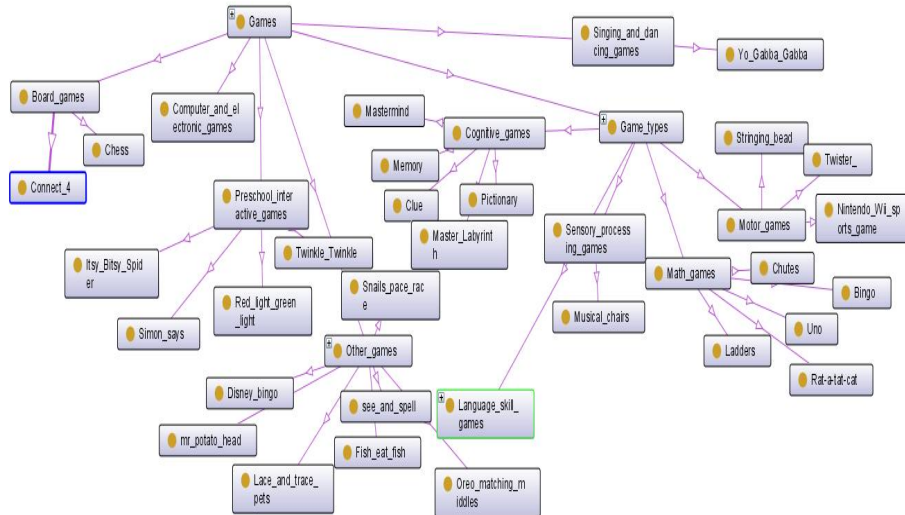 Games
Singing_and_dan
cing_games
Yo_Gabba_Gabba
Board_games
Computer_and_el
ectronic_games
Mastermind
Cognitive_games
Game_types
Stringing_bead
Chess
Memory
Twister_
Connect_4
Preschool_inter
active_games
Clue
Pictionary
Nintendo_Wii_sp
orts_game
Master_Labyrint
h
Sensory_process
ing_games
Motor_games
Twinkle_Twinkle
Itsy_Bitsy_Spid
er
Snails_pace_rac
e
Math_games
Chutes
Bingo
Red_light_green
_light
Musical_chairs
Simon_says
Uno
Other_games
Ladders
Rat-a-tat-cat
Disney_bingo
see_and_spell
Language_skill_
games
mr_potato_head
Fish_eat_fish
Lace_and_trace_
pets
Oreo_matching_m
iddles